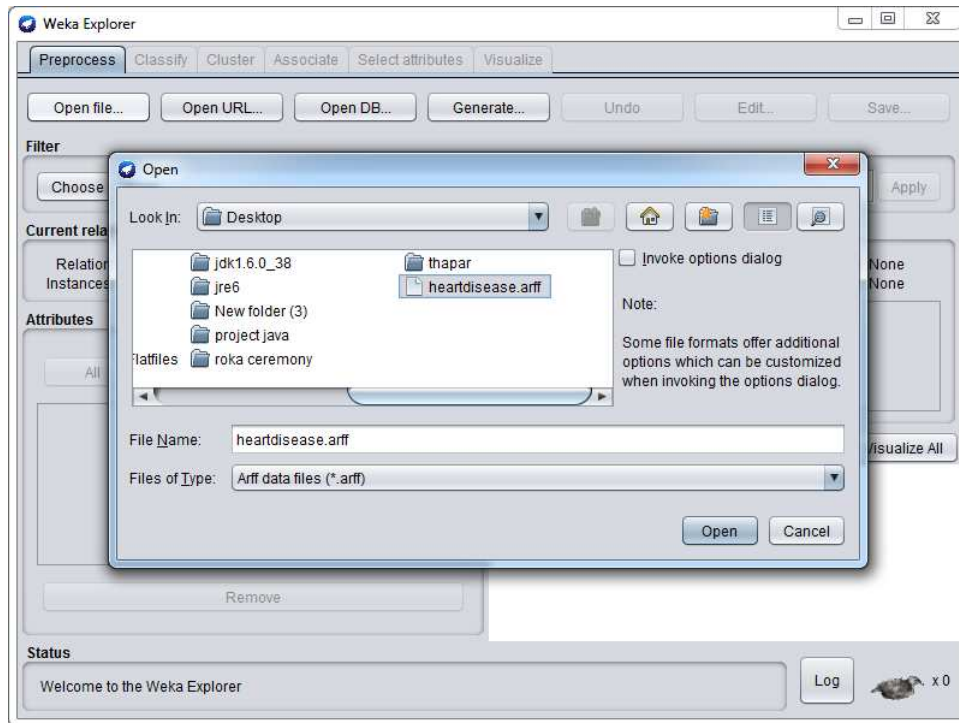 Weka Explorer
Preprocess Classify Cluster Associate Select attributes Visualize
Open file... Open URL... Open DB... Generate... Undo Edit... Save...
Filter
Open
Choose Apply
Look In: Desktop
Current rela
jdk1.6.0_38 thapar Invoke options dialog
Relation None
jre6 heartdisease.arff
Instances None
New folder (3) Note:
Attributes
project java Some file formats offer additional
latfiles roka ceremony options which can be customized
All when invoking the options dialog.
File Name: heartdisease.arff
Visualize All
Files of Type: Arff data files (*.arff)
Open Cancel
Remove
Status
Welcome to the Weka Explorer Log x 0